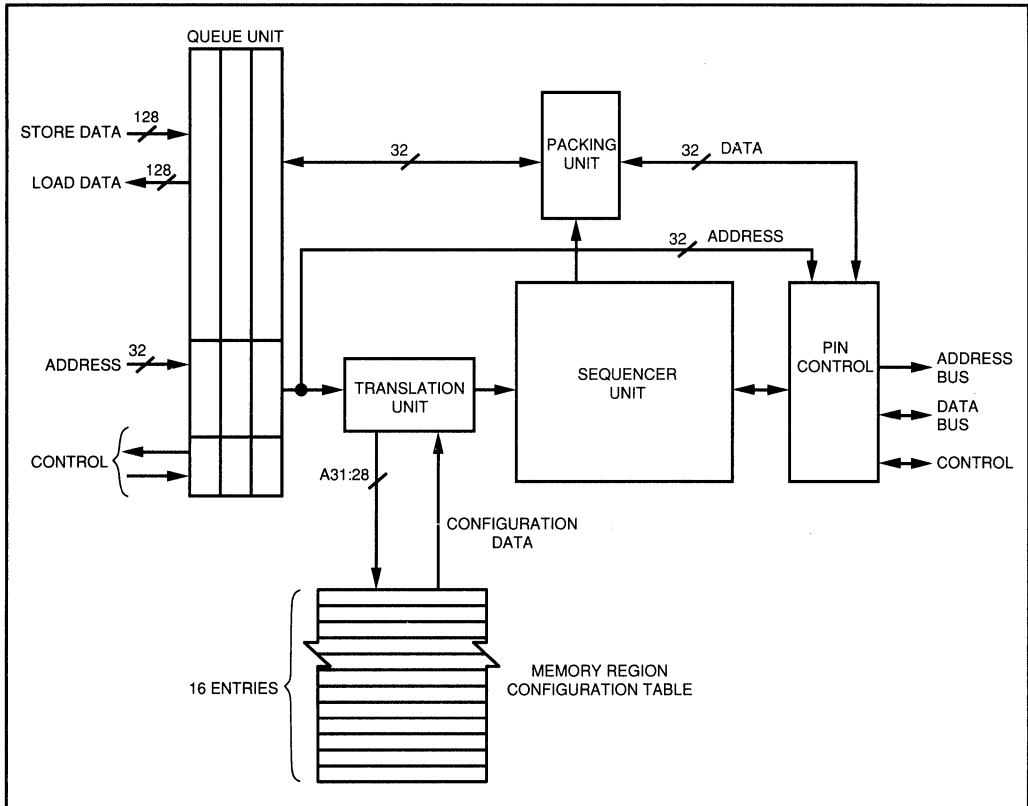 QUEUE UNIT
128
STORE DATA
128
LOAD DATA
32
PACKING
UNIT
32
DATA
32
ADDRESS
32
ADDRESS
TRANSLATION
UNIT
SEQUENCER
UNIT
PIN
CONTROL
ADDRESS
BUS
DATA
BUS
CONTROL
CONTROL
A31:28
CONFIGURATION
DATA
16 ENTRIES
MEMORY REGION
CONFIGURATION TABLE